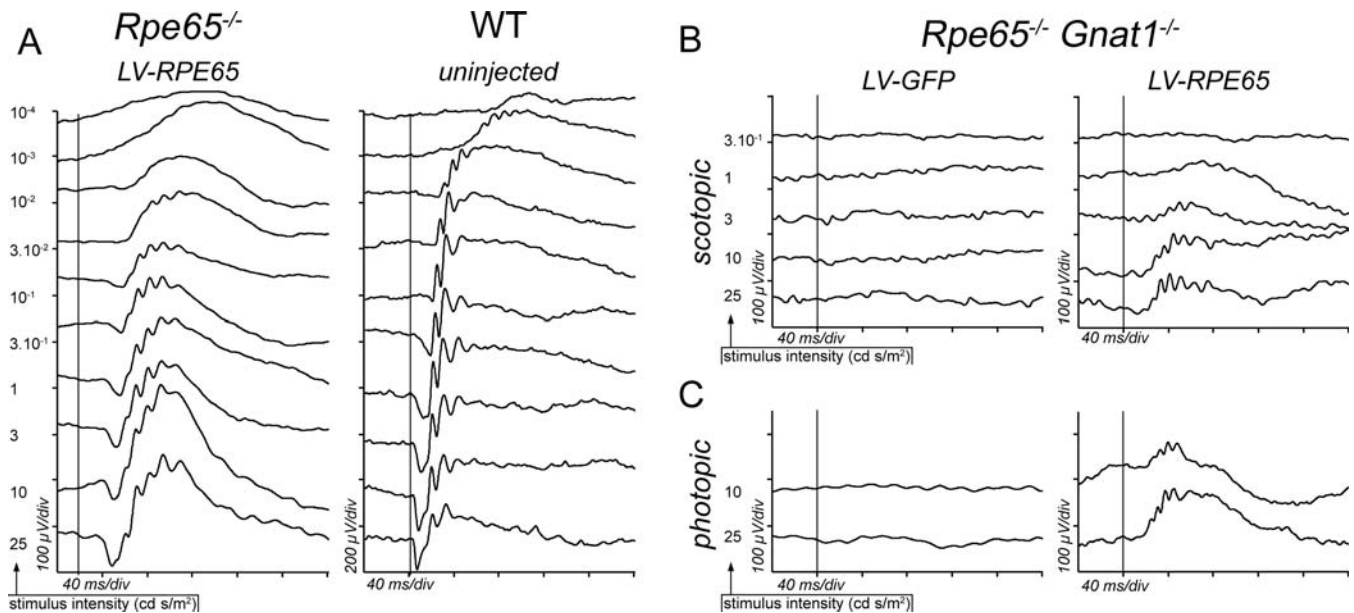 A
Rpe65-/-
WT
LV-RPE65
uninjected
10-4
10-3
10-2
3.10-2
10-1
3.10-1
1
3
10
25
100 µV/div
200 µV/div
40 ms/div
40 ms/div
stimulus intensity (cd s/m²)
B
Rpe65-/- Gnat1-/-
LV-GFP
LV-RPE65
scotopic
3.10-1
1
3
10
25
100 µV/div
100 µV/div
40 ms/div
40 ms/div
stimulus intensity (cd s/m²)
C
photopic
10
25
100 µV/div
100 µV/div
40 ms/div
40 ms/div
stimulus intensity (cd s/m²)